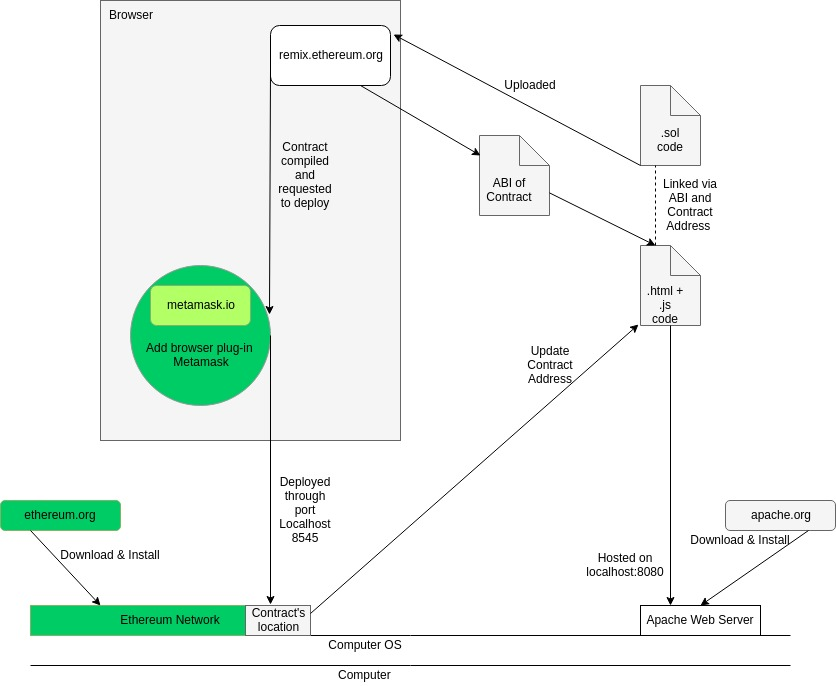 Browser
remix.ethereum.org
Uploaded
.sol
code
Contract
compiled
and
requested
to deploy
ABI of
Contract
Linked via
ABI and
Contract
Address
metamask.io
Add browser plug-in
Metamask
.html +
.js
code
Update
Contract
Address
Deployed
through
port
Localhost
8545
ethereum.org
apache.org
Download & Install
Download & Install
Hosted on
localhost:8080
Ethereum Network
Contract's
location
Apache Web Server
Computer OS
Computer